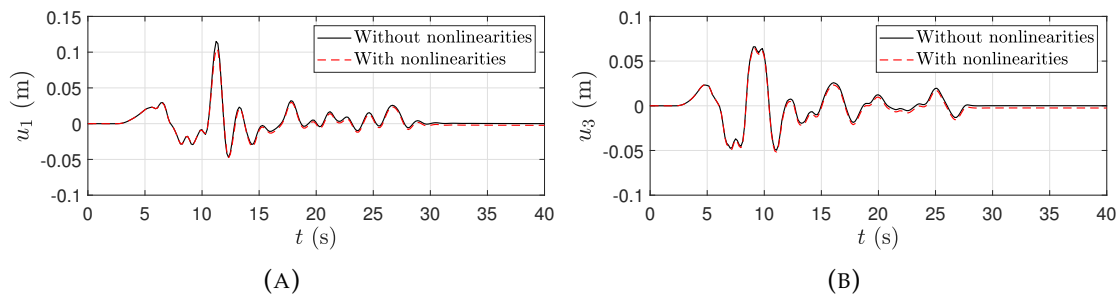 0.15
0.1
0.05
0
-0.05
-0.1
u1 (m)
Without nonlinearities
With nonlinearities
0 5 10 15 20 25 30 35 40
t (s)
(A)
0.1
0.05
0
0.05
-0.1
u3 (m)
Without nonlinearities
With nonlinearities
0 5 10 15 20 25 30 35 40
t (s)
(B)